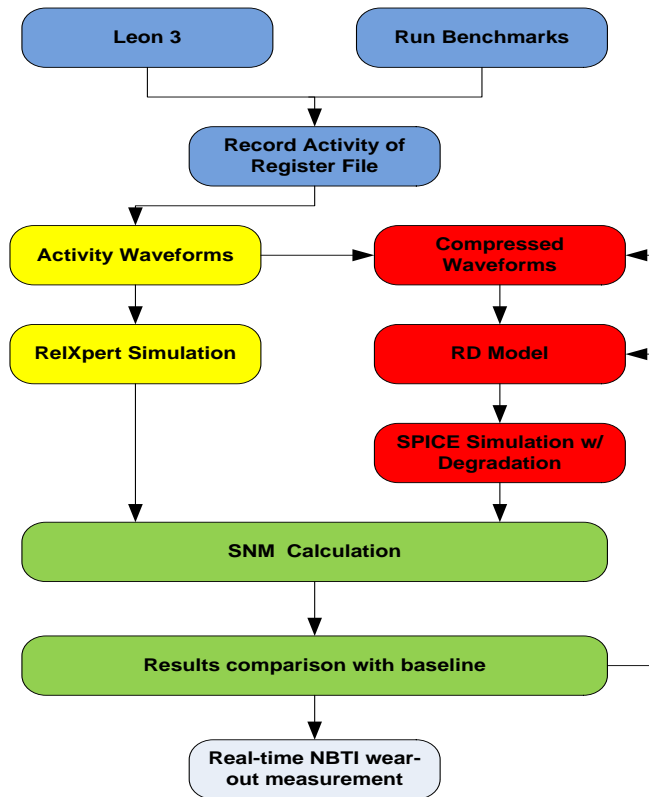 Leon 3
Run Benchmarks
Record Activity of
Register File
Activity Waveforms
Compressed
Waveforms
RelXpert Simulation
RD Model
SPICE Simulation w/
Degradation
SNM  Calculation
Results comparison with baseline
Real-time NBTI wear-
out measurement